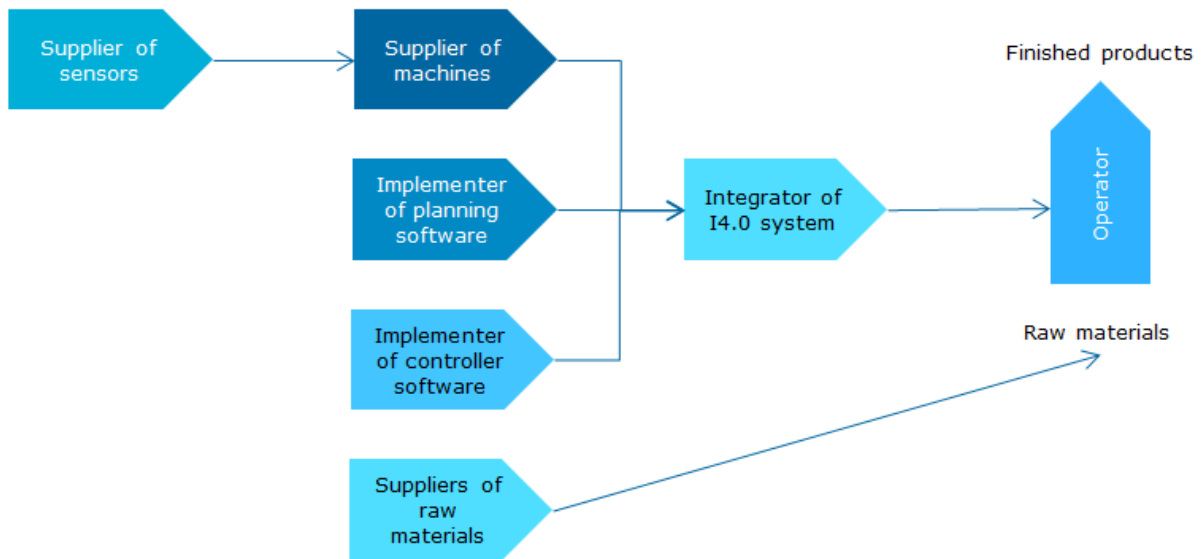 Supplier of
sensors
Supplier of
machines
Finished products
Implementer
of planning
software
Integrator of
I4.0 system
Operator
Implementer
of controller
software
Raw materials
Suppliers of
raw
materials